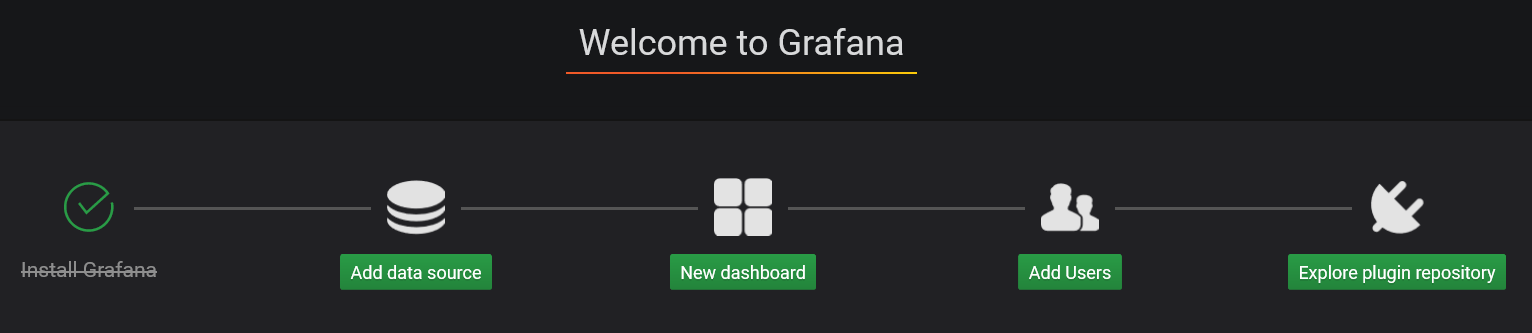 Welcome to Grafana
Install Grafana
Add data source
New dashboard
Add Users
Explore plugin repository